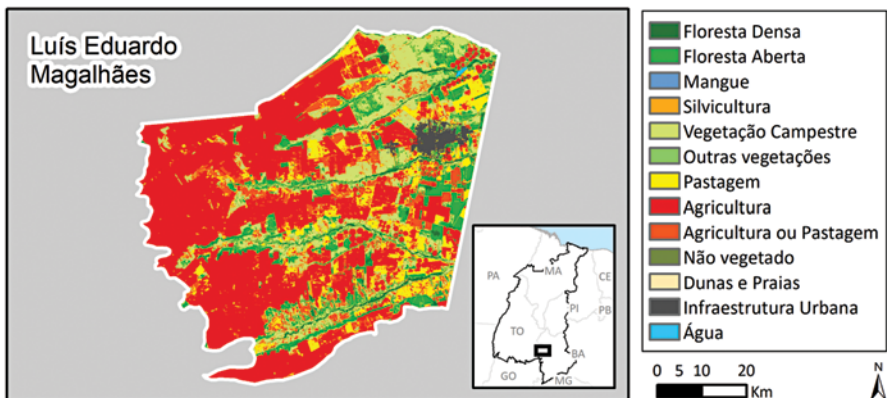 Luís Eduardo
Magalhães
PA
MA
CE
PI
PB
TO
BA
GO
MG
Floresta Densa
Floresta Aberta
Mangue
Silvicultura
Vegetação Campestre
Outras vegetações
Pastagem
Agricultura
Agricultura ou Pastagem
Não vegetado
Dunas e Praias
Infraestrutura Urbana
Água
0 5 10 20
Km
N